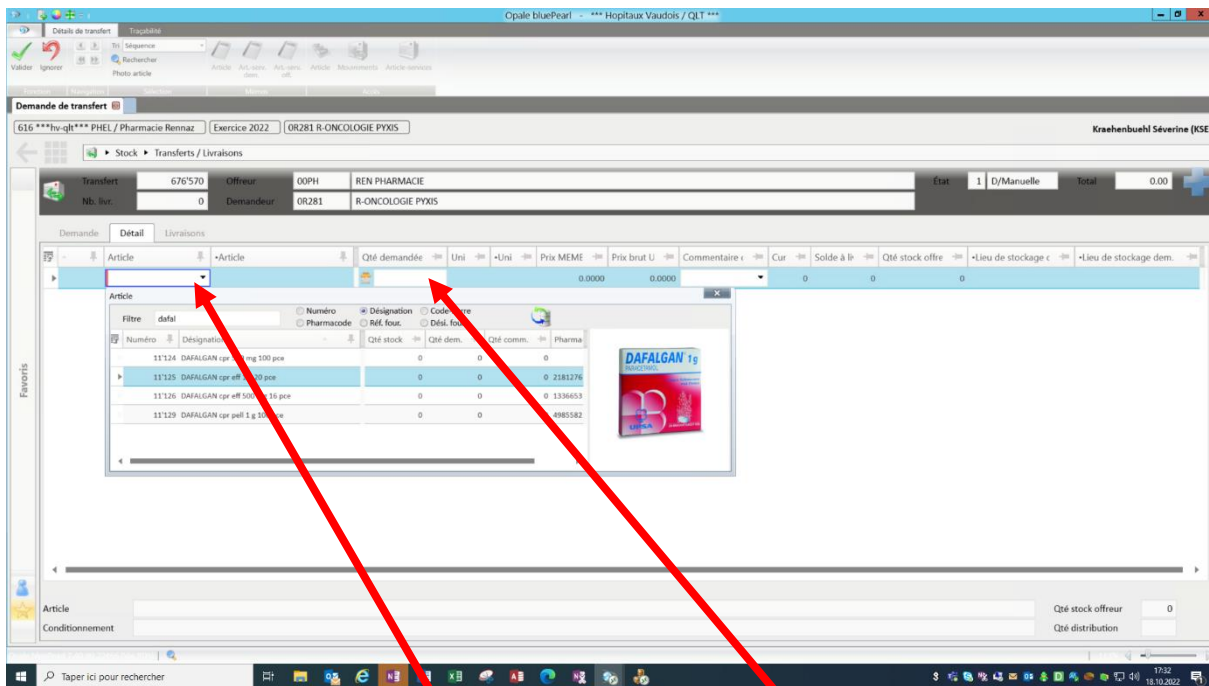 Opale bluePearl - *** Hopitaux Vaudois / QLT ***
Détails de transfert Traçabilité
Tri Séquence
Rechercher
Photo article
Valider Ignorer
Article Art.-serv. dem. Art.-serv. off. Article Mouvements Article-services
Demande de transfert
616 ***hv-qlt*** PHEL / Pharmacie Rennaz Exercice 2022 0R281 R-ONCOLOGIE PYXIS
Kraehenbuehl Séverine (KSE
Stock Transferts / Livraisons
Transfert 676'570 Offreur 00PH REN PHARMACIE État 1 D/Manuelle Total 0.00
Nb. livr. 0 Demandeur 0R281 R-ONCOLOGIE PYXIS
Demande Détail Livraisons
Article •Article Qté demandée Uni •Uni Prix MEME Prix brut U Commentaire Cur Solde à li Qté stock offre •Lieu de stockage •Lieu de stockage dem.
0.0000 0.0000 0 0 0
Article
Filtre dafal
Numéro Désignation
Pharmacode Réf. four. Dési.
Numéro Qté stock Qté dem. Qté comm. Pharma
11'124 DAFALGAN cpr mg 100 pce 0 0 0
11'125 DAFALGAN cpr eff 20 pce 0 0 0 2181276
11'126 DAFALGAN cpr eff 500 16 pce 0 0 0 1336653
11'129 DAFALGAN cpr pell 1 g 0 0 4985582
DAFALGAN 1g
PARACETAMOL
UPSA
Favoris
Article
Conditionnement
Qté stock offreur 0
Qté distribution
Taper ici pour rechercher
17:32
18.10.2022